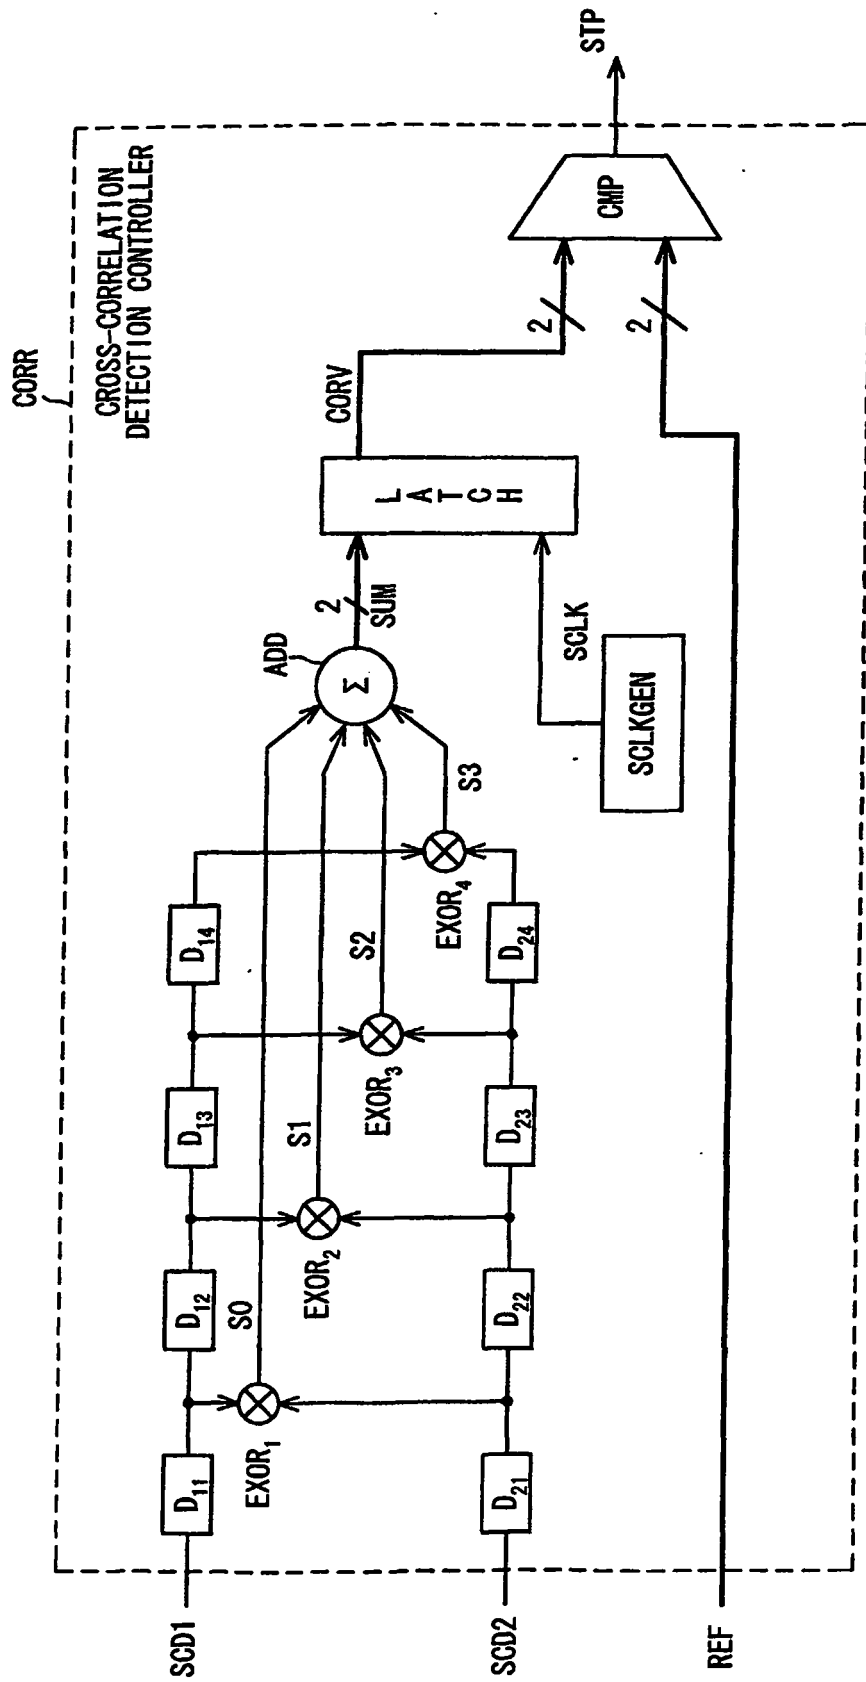 CORR
CROSS-CORRELATION
DETECTION CONTROLLER
SCD1
D11
D12
D13
D14
EXOR1
S0
EXOR2
S1
EXOR3
S2
EXOR4
S3
SCD2
D21
D22
D23
D24
ADD
Σ
2
SUM
LATCH
CORV
SCLKGEN
SCLK
2
2
CMP
STP
REF